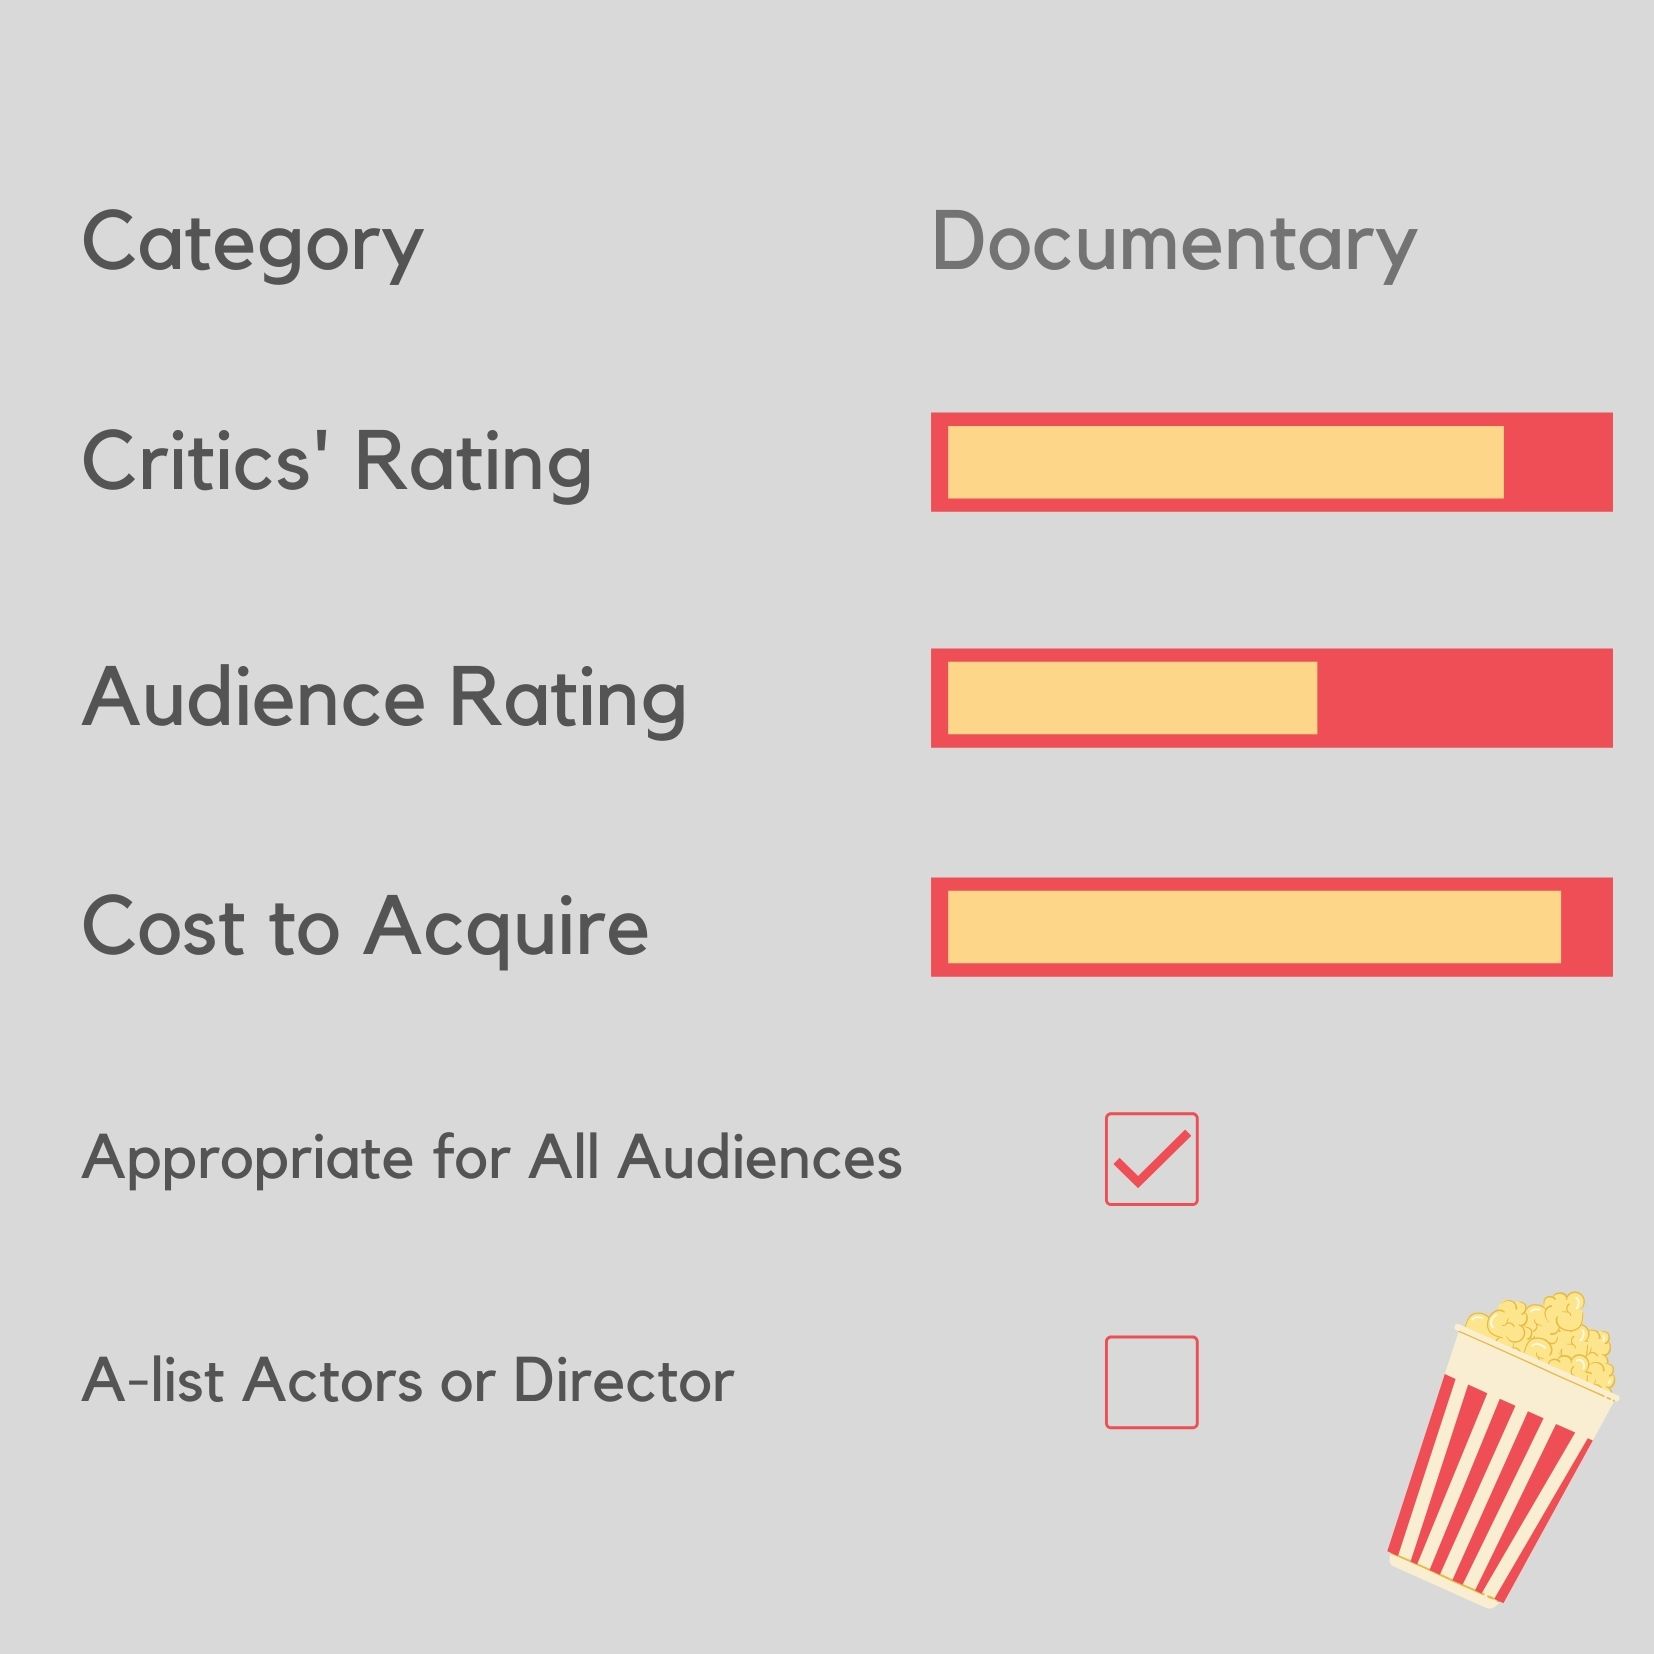 Category Documentary
Critics' Rating
Audience Rating
Cost to Acquire
Appropriate for All Audiences
A-list Actors or Director